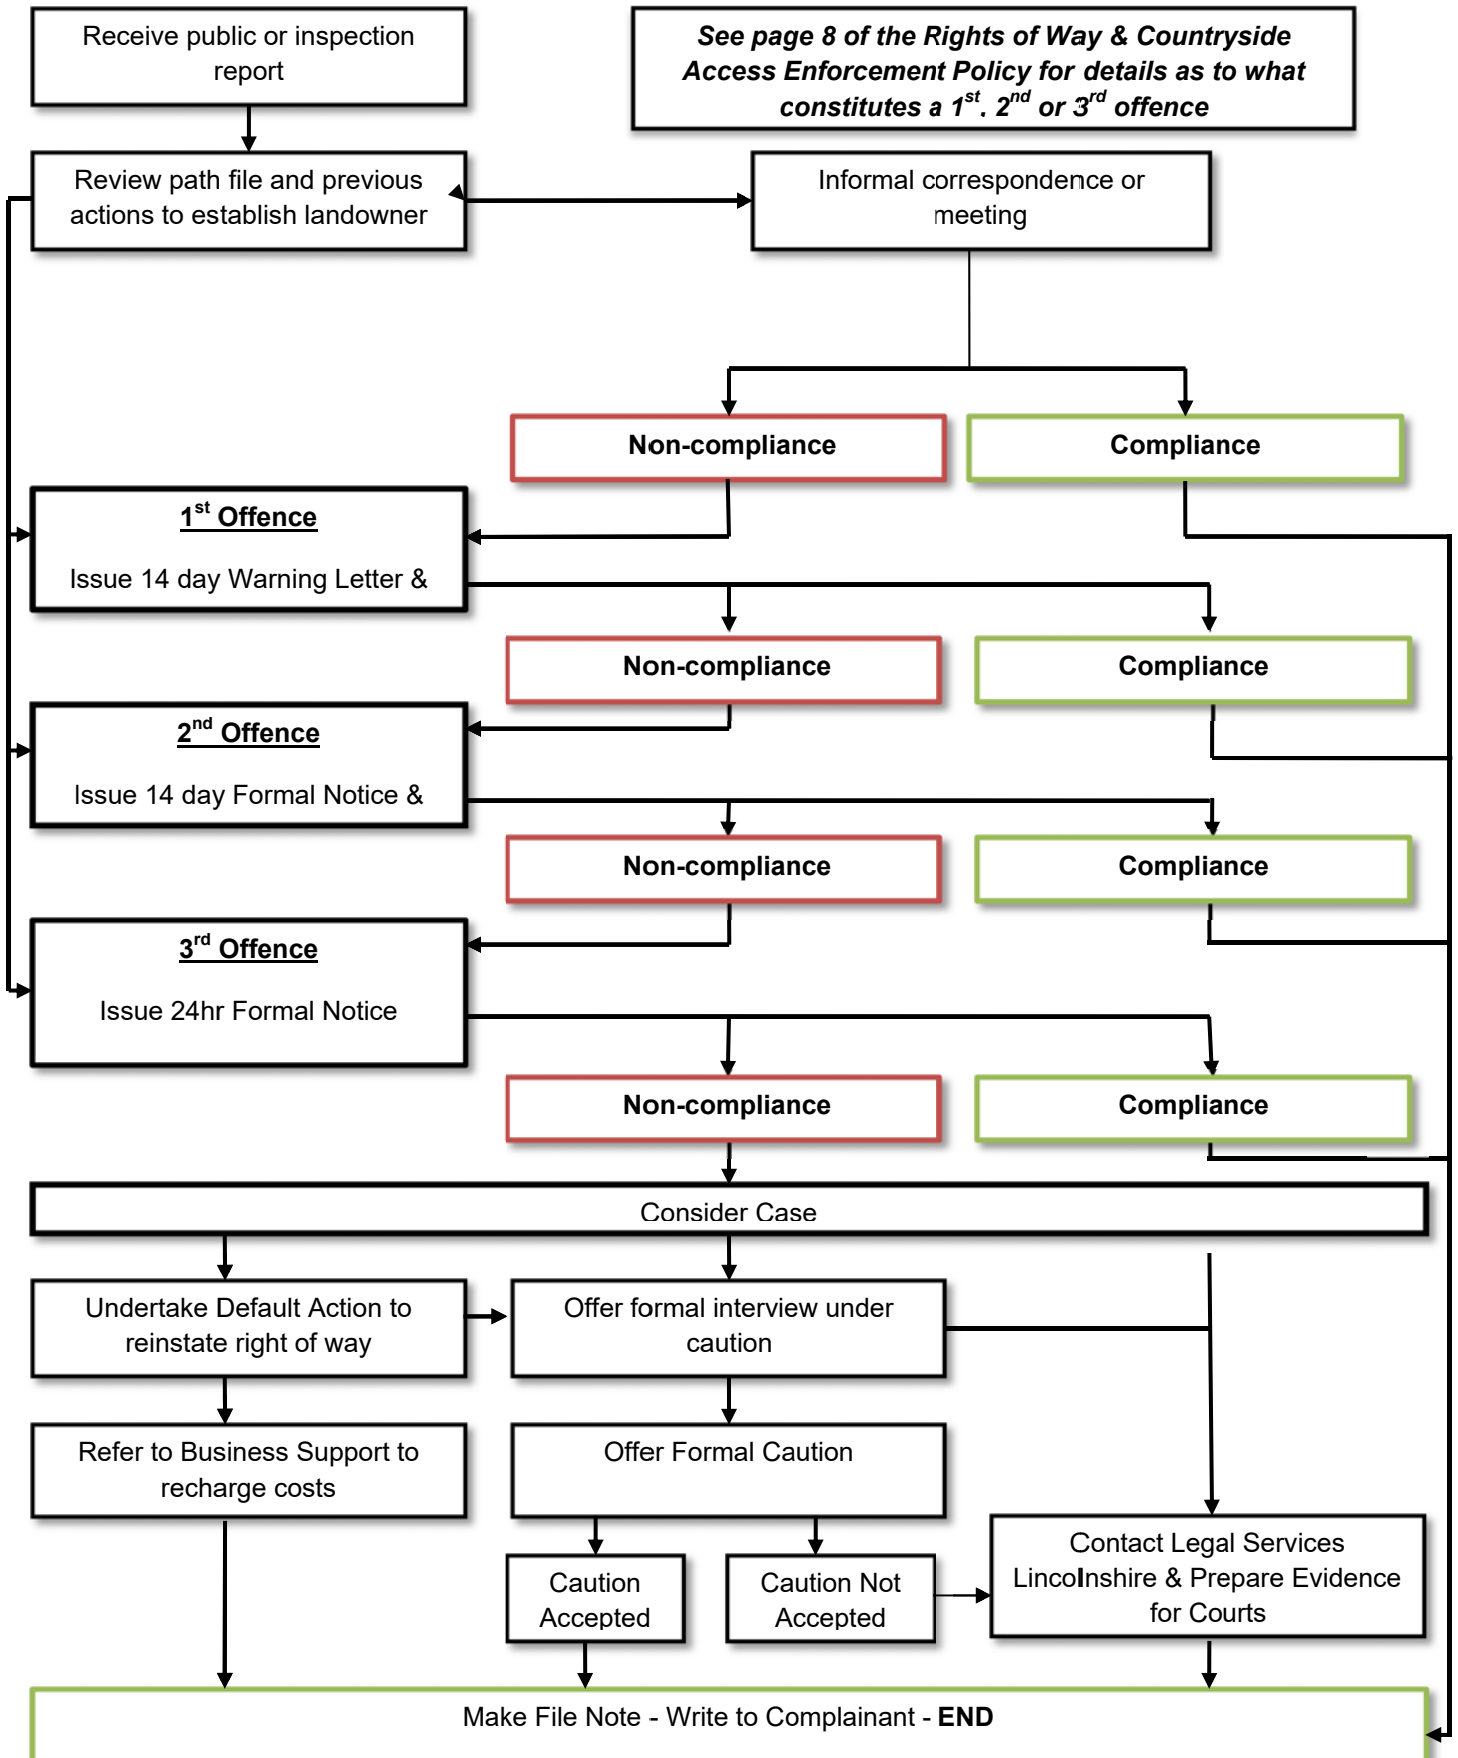 Receive public or inspection
report
See page 8 of the Rights of Way & Countryside
Access Enforcement Policy for details as to what
constitutes a 1st, 2nd or 3rd offence
Review path file and previous
actions to establish landowner
Informal correspondence or
meeting
Non-compliance
Compliance
1st Offence
Issue 14 day Warning Letter &
Non-compliance
Compliance
2nd Offence
Issue 14 day Formal Notice &
Non-compliance
Compliance
3rd Offence
Issue 24hr Formal Notice
Non-compliance
Compliance
Consider Case
Undertake Default Action to
reinstate right of way
Offer formal interview under
caution
Refer to Business Support to
recharge costs
Offer Formal Caution
Caution
Accepted
Caution Not
Accepted
Contact Legal Services
Lincolnshire & Prepare Evidence
for Courts
Make File Note - Write to Complainant - END